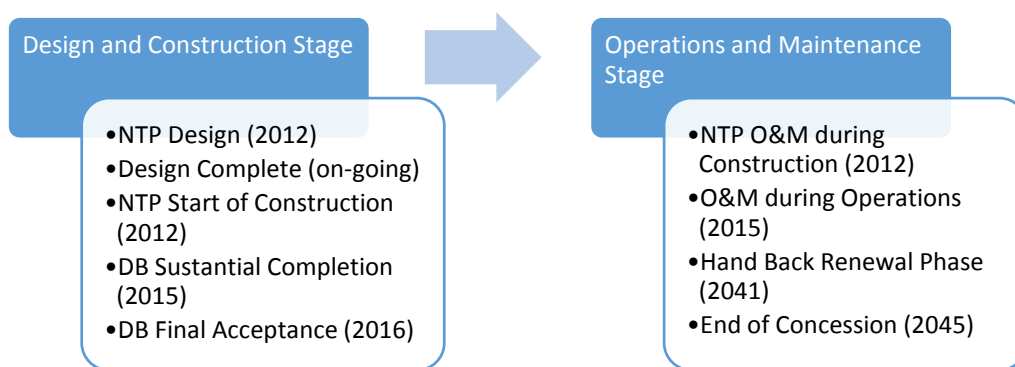 Design and Construction Stage
•NTP Design (2012)
•Design Complete (on-going)
•NTP Start of Construction
(2012)
•DB Sustantial Completion
(2015)
•DB Final Acceptance (2016)
Operations and Maintenance
Stage
•NTP O&M during
Construction (2012)
•O&M during Operations
(2015)
•Hand Back Renewal Phase
(2041)
•End of Concession (2045)